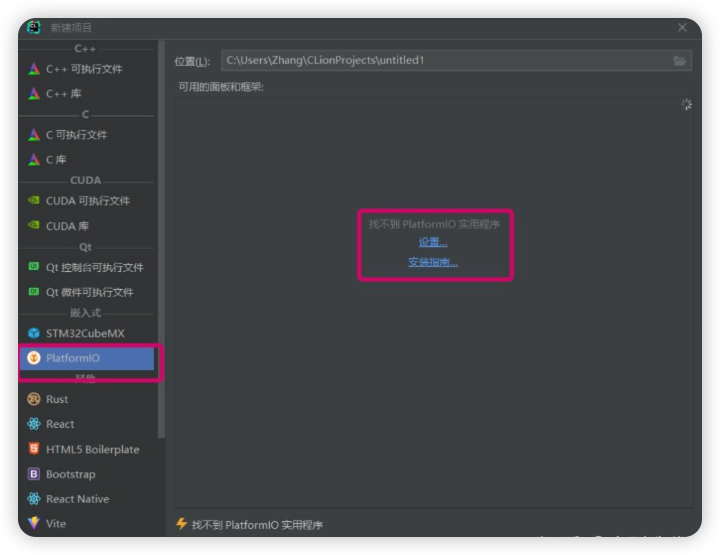 新建项目
C++
C++ 可执行文件
C++ 库
C
C 可执行文件
C 库
CUDA
CUDA 可执行文件
CUDA 库
Qt
Qt 控制台可执行文件
Qt 微件可执行文件
嵌入式
STM32CubeMX
PlatformIO
其他
Rust
React
HTML5 Boilerplate
Bootstrap
React Native
Vite
位置(L):
C:\Users\Zhang\CLionProjects\untitled1
可用的面板和框架:
找不到 PlatformIO 实用程序
设置...
安装指南...
找不到 PlatformIO 实用程序